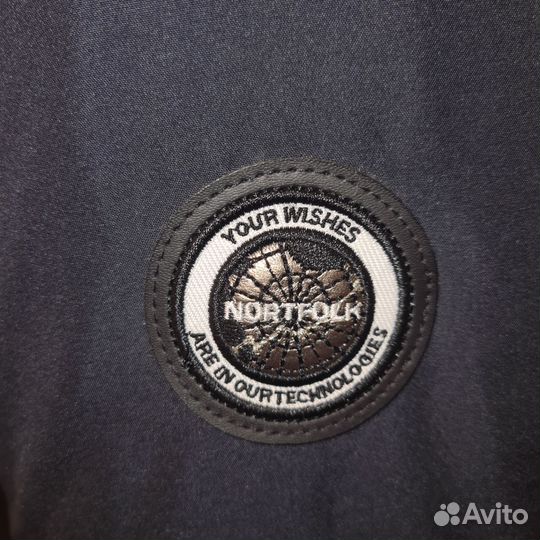 YOUR WISHES
NORTFOLK
ARE IN OUR TECHNOLOGIES
Avito